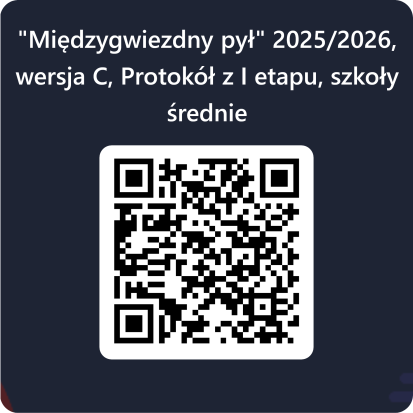 "Międzygwiezdny pył" 2025/2026,
wersja C, Protokół z I etapu, szkoły
średnie